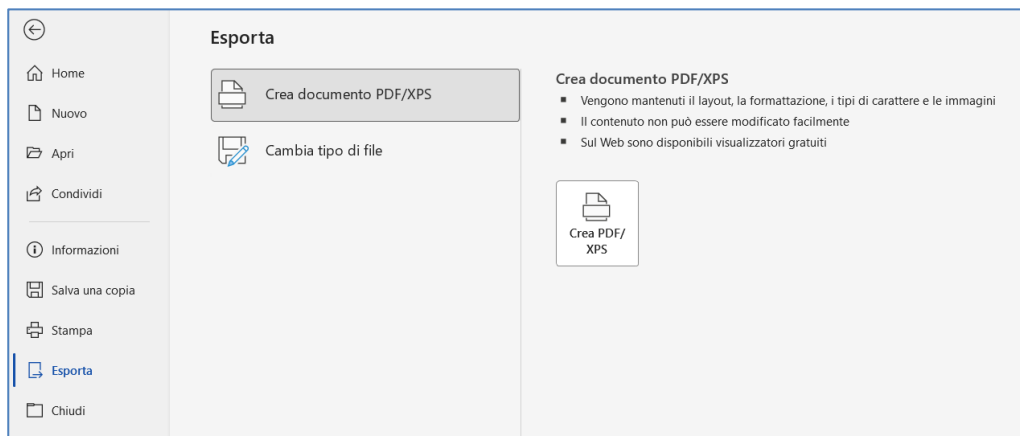 Home
Nuovo
Apri
Condividi
Informazioni
Salva una copia
Stampa
Esporta
Chiudi
Esporta
Crea documento PDF/XPS
Cambia tipo di file
Crea documento PDF/XPS
Vengono mantenuti il layout, la formattazione, i tipi di carattere e le immagini
Il contenuto non può essere modificato facilmente
Sul Web sono disponibili visualizzatori gratuiti
Crea PDF/
XPS